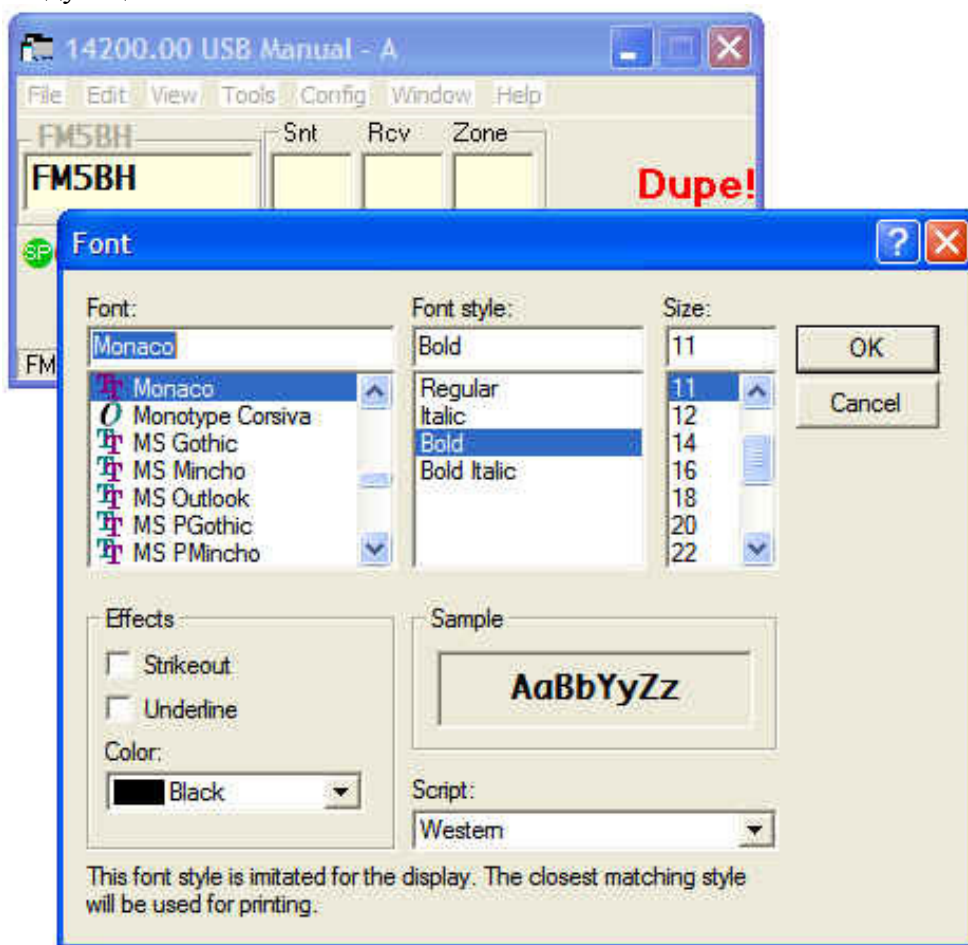 14200.00 USB Manual - A
File Edit View Tools Config Window Help
FM5BH Snt Rcv Zone
FM5BH
Dupe!
SP
FM
Font
Font: Font style: Size:
Monaco Bold 11 OK
Monaco Regular 11 Cancel
Monotype Corsiva Italic 12
MS Gothic Bold 14
MS Mincho Bold Italic 16
MS Outlook 18
MS PGothic 20
MS PMincho 22
Effects Sample
Strikeout
AaBbYyZz
Underline
Color:
Black Script:
Western
This font style is imitated for the display. The closest matching style
will be used for printing.